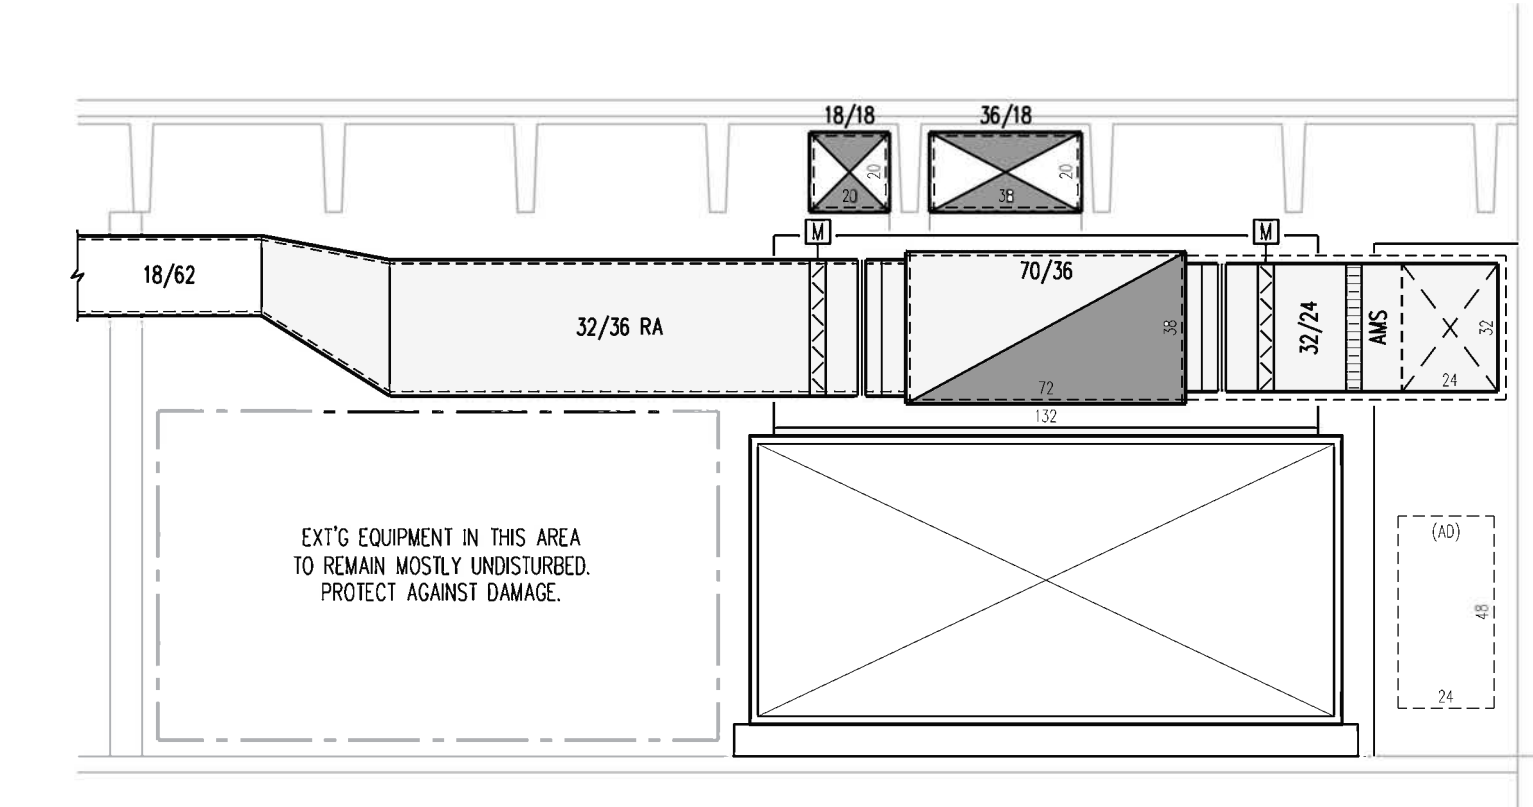 18/18
36/18
20
20
20
38
M
M
18/62
32/36 RA
70/36
38
72
32/24
AMS
32
24
132
EXT'G EQUIPMENT IN THIS AREA
TO REMAIN MOSTLY UNDISTURBED.
PROTECT AGAINST DAMAGE.
(AD)
48
24